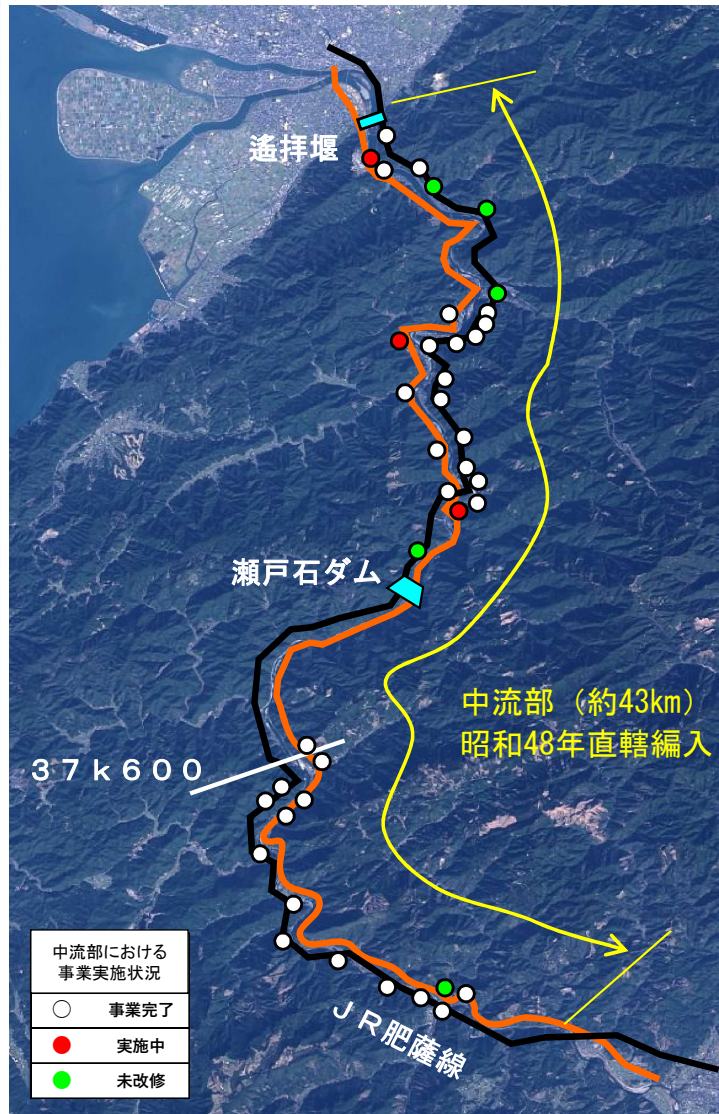 遙拝堰
瀬戸石ダム
中流部（約43km）
昭和48年直轄編入
３７ｋ６００
ＪＲ肥薩線
中流部における
事業実施状況
事業完了
実施中
未改修